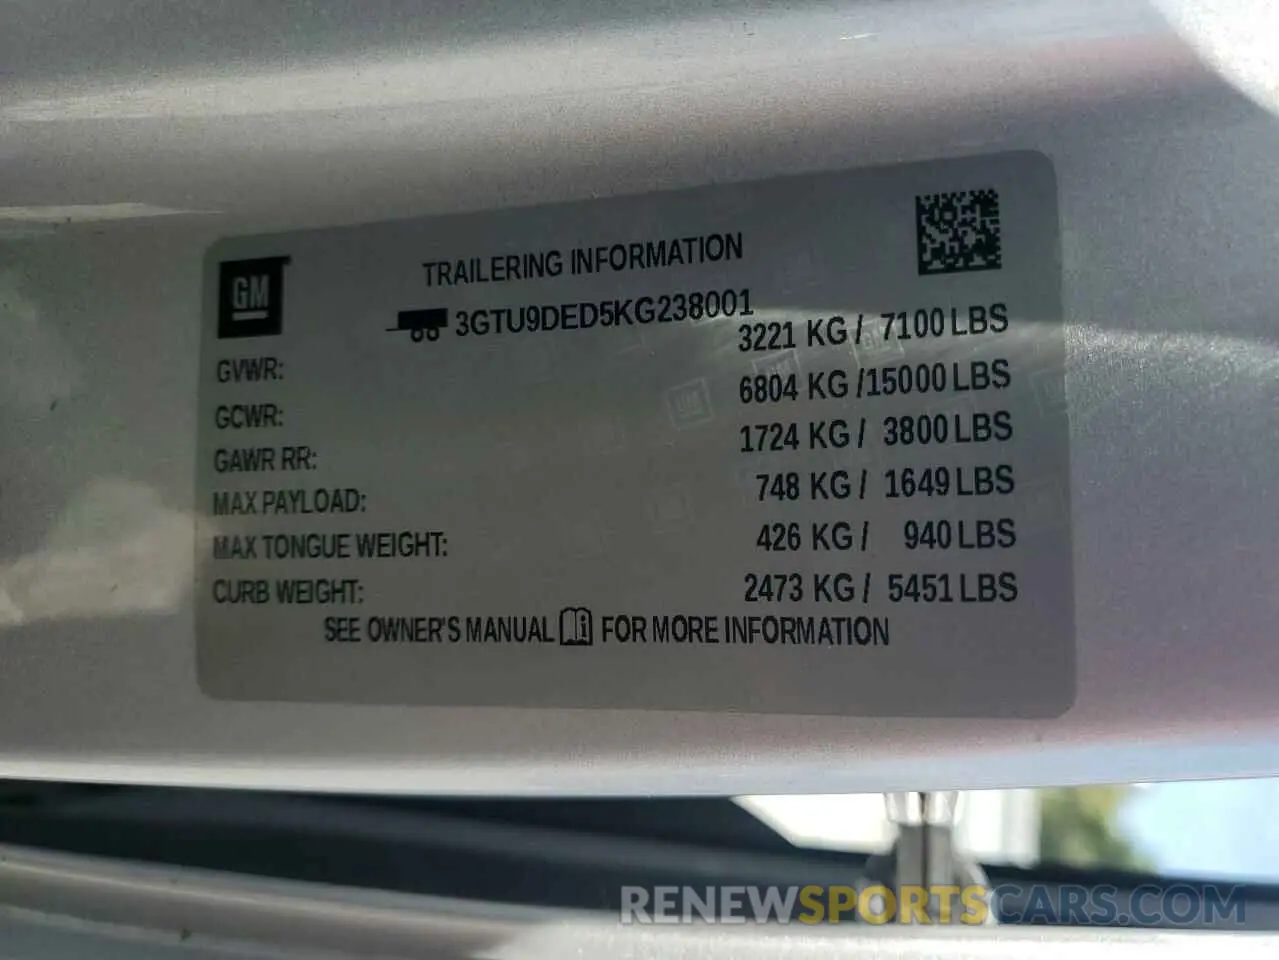 GM
TRAILERING INFORMATION
3GTU9DED5KG238001
GVWR: 3221 KG / 7100 LBS
GCWR: 6804 KG /15000 LBS
GAWR RR: 1724 KG / 3800 LBS
MAX PAYLOAD: 748 KG / 1649 LBS
MAX TONGUE WEIGHT: 426 KG / 940 LBS
CURB WEIGHT: 2473 KG / 5451 LBS
SEE OWNER'S MANUAL FOR MORE INFORMATION
RENEWSPORTSCARS.COM